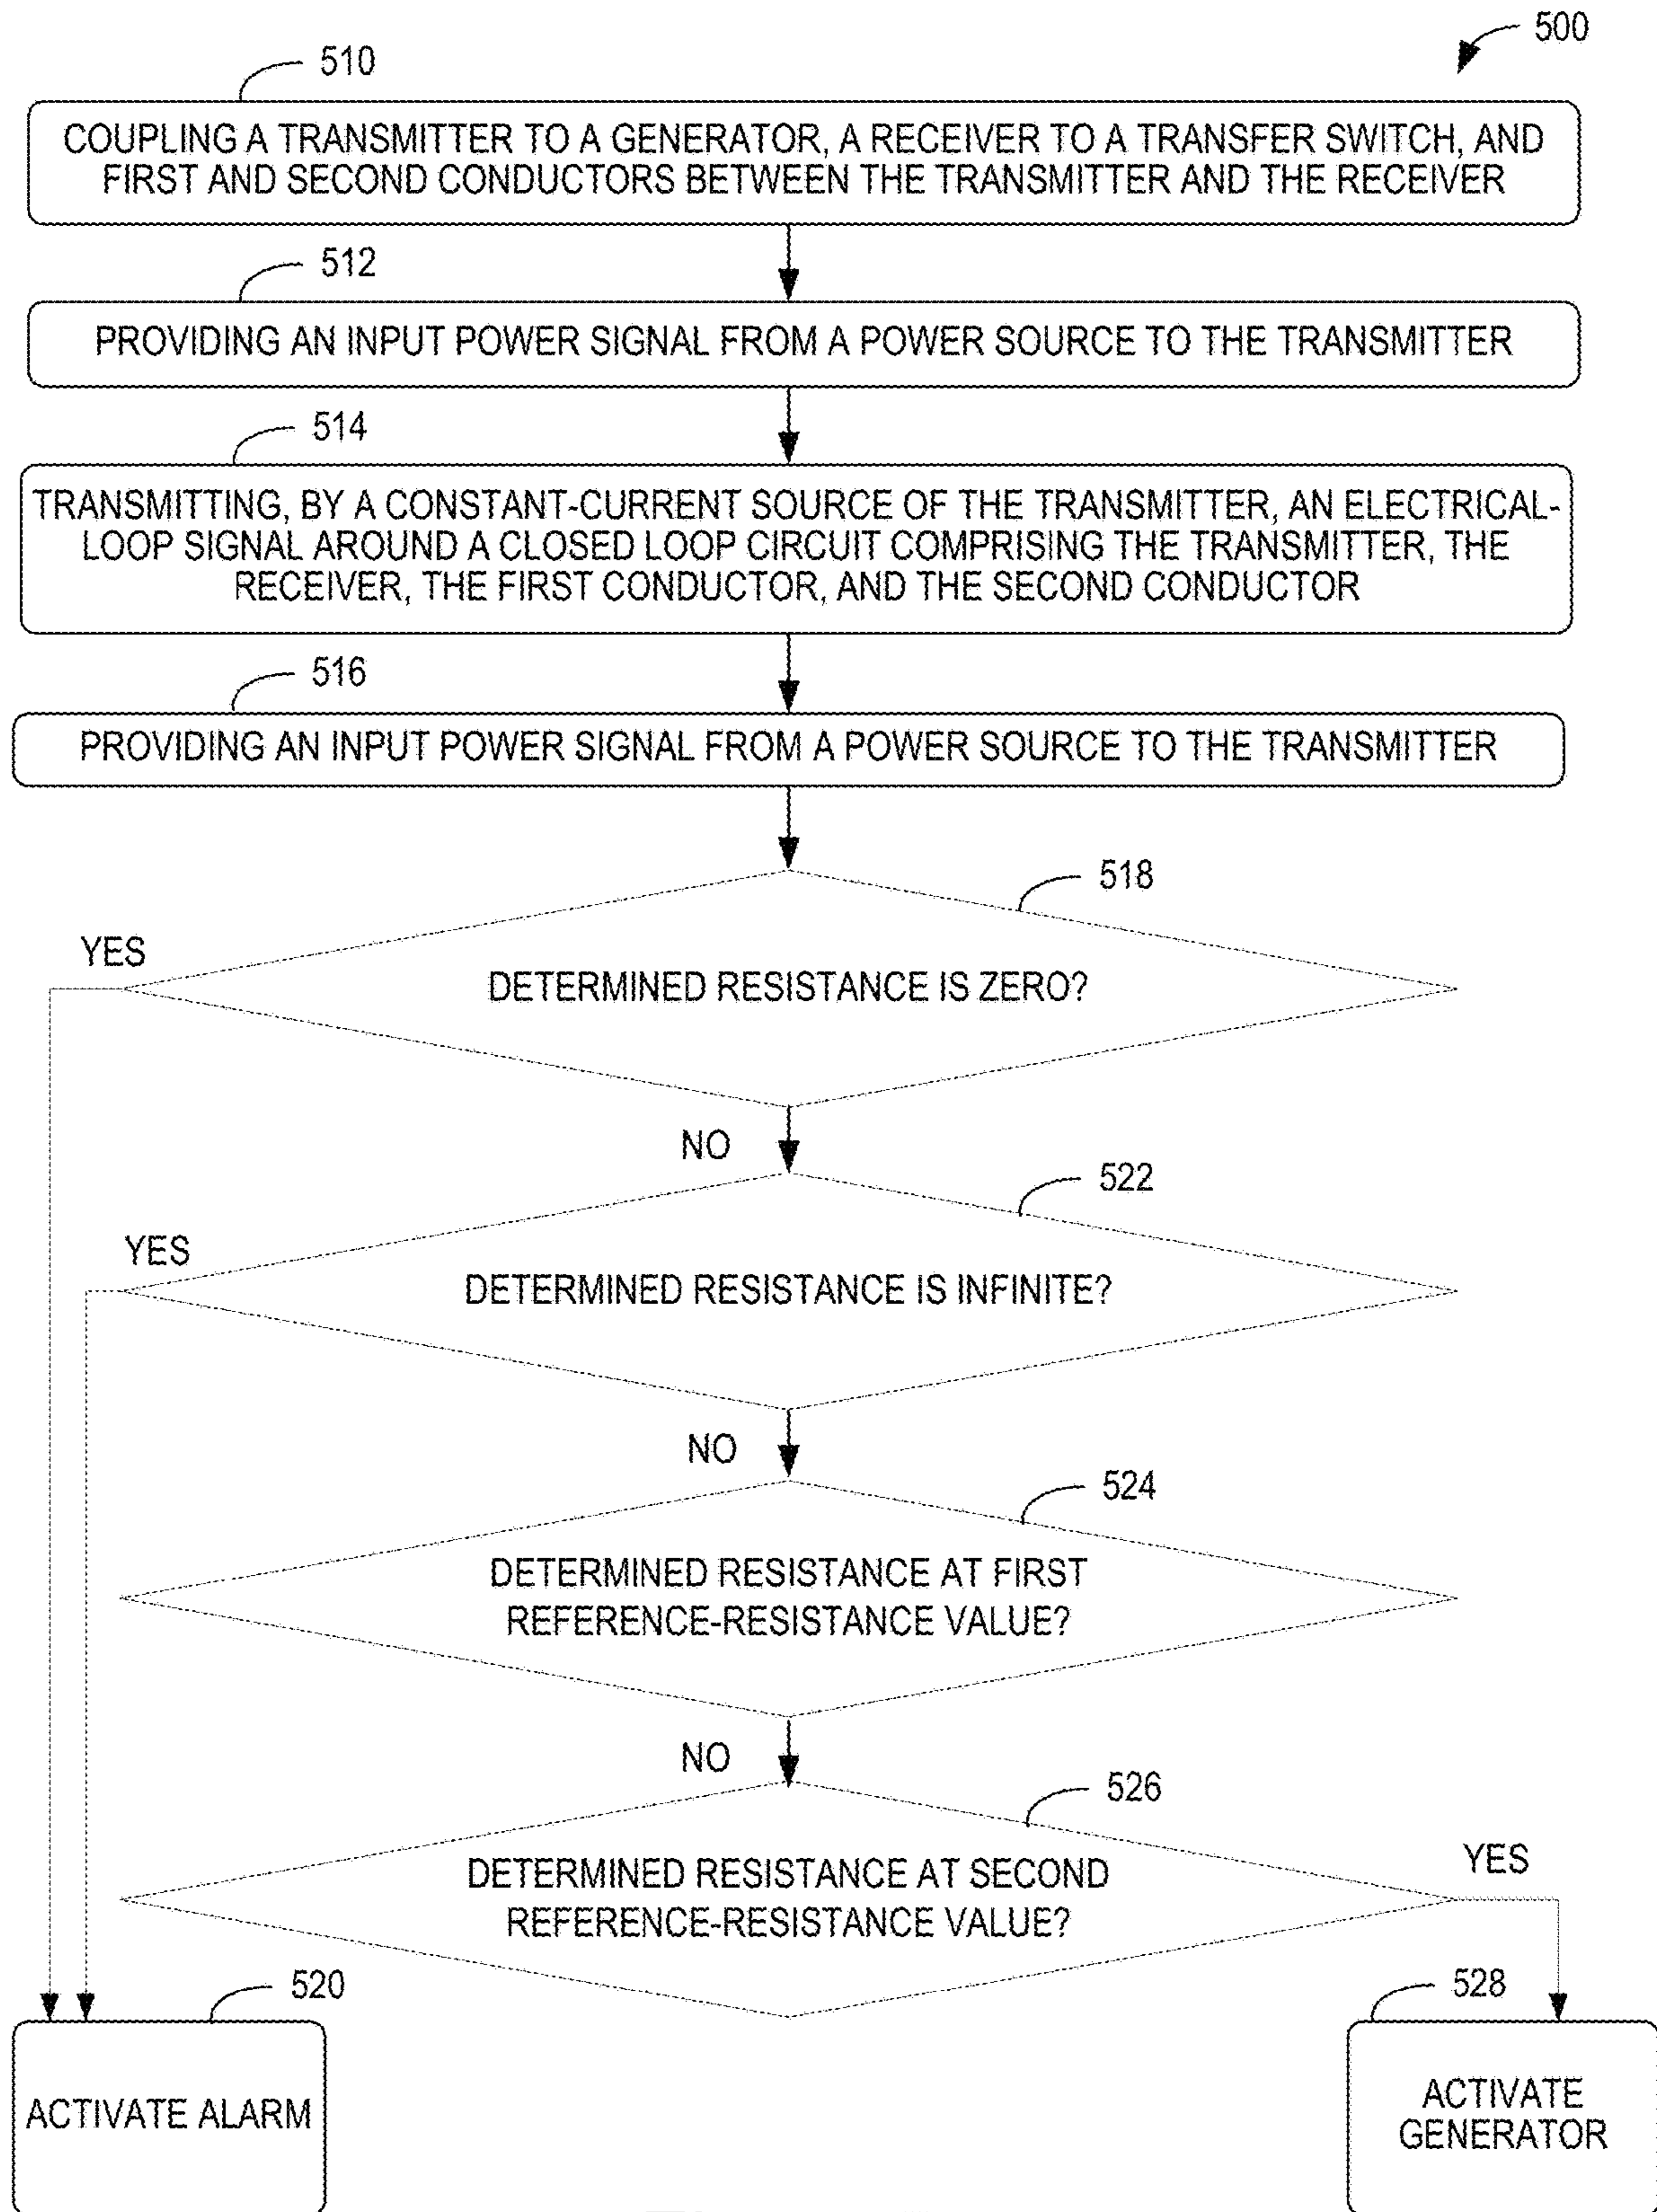 500
510
COUPLING A TRANSMITTER TO A GENERATOR, A RECEIVER TO A TRANSFER SWITCH, AND
FIRST AND SECOND CONDUCTORS BETWEEN THE TRANSMITTER AND THE RECEIVER
512
PROVIDING AN INPUT POWER SIGNAL FROM A POWER SOURCE TO THE TRANSMITTER
514
TRANSMITTING, BY A CONSTANT-CURRENT SOURCE OF THE TRANSMITTER, AN ELECTRICAL-
LOOP SIGNAL AROUND A CLOSED LOOP CIRCUIT COMPRISING THE TRANSMITTER, THE
RECEIVER, THE FIRST CONDUCTOR, AND THE SECOND CONDUCTOR
516
PROVIDING AN INPUT POWER SIGNAL FROM A POWER SOURCE TO THE TRANSMITTER
518
YES
DETERMINED RESISTANCE IS ZERO?
NO
522
YES
DETERMINED RESISTANCE IS INFINITE?
NO
524
DETERMINED RESISTANCE AT FIRST
REFERENCE-RESISTANCE VALUE?
NO
526
YES
DETERMINED RESISTANCE AT SECOND
REFERENCE-RESISTANCE VALUE?
520
528
ACTIVATE ALARM
ACTIVATE
GENERATOR